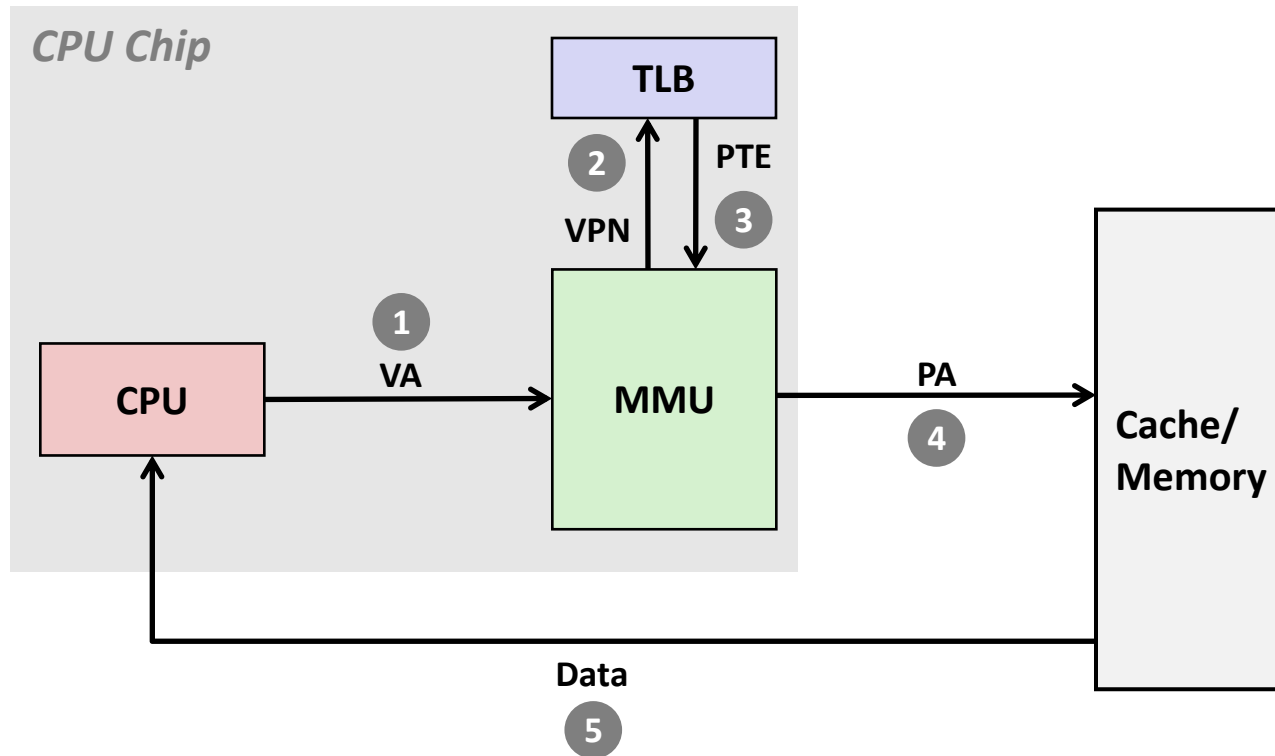 CPU Chip
TLB
2
PTE
3
VPN
1
VA
CPU
MMU
PA
4
Cache/
Memory
Data
5